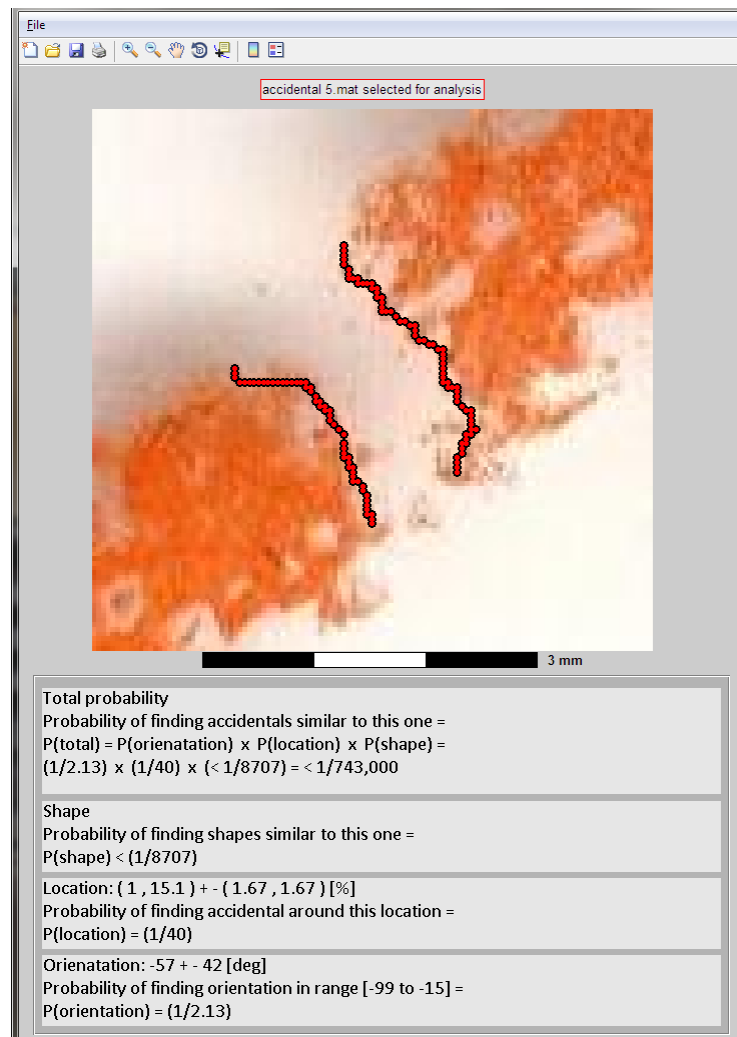 File
accidental 5.mat selected for analysis
3 mm
Total probability
Probability of finding accidentals similar to this one =
P(total) = P(orienatation) x P(location) x P(shape) =
(1/2.13) x (1/40) x (< 1/8707) = < 1/743,000
Shape
Probability of finding shapes similar to this one =
P(shape) < (1/8707)
Location: ( 1 , 15.1 ) + - ( 1.67 , 1.67 ) [%]
Probability of finding accidental around this location =
P(location) = (1/40)
Orienatation: -57 + - 42 [deg]
Probability of finding orientation in range [-99 to -15] =
P(orientation) = (1/2.13)